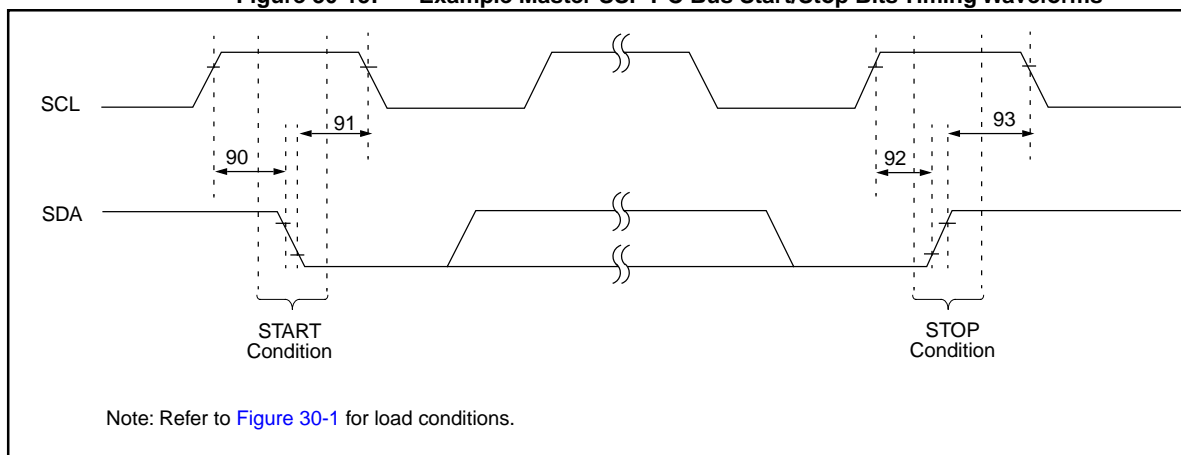 SCL
91
93
90
92
SDA
START
Condition
STOP
Condition
Note: Refer to Figure 30-1 for load conditions.